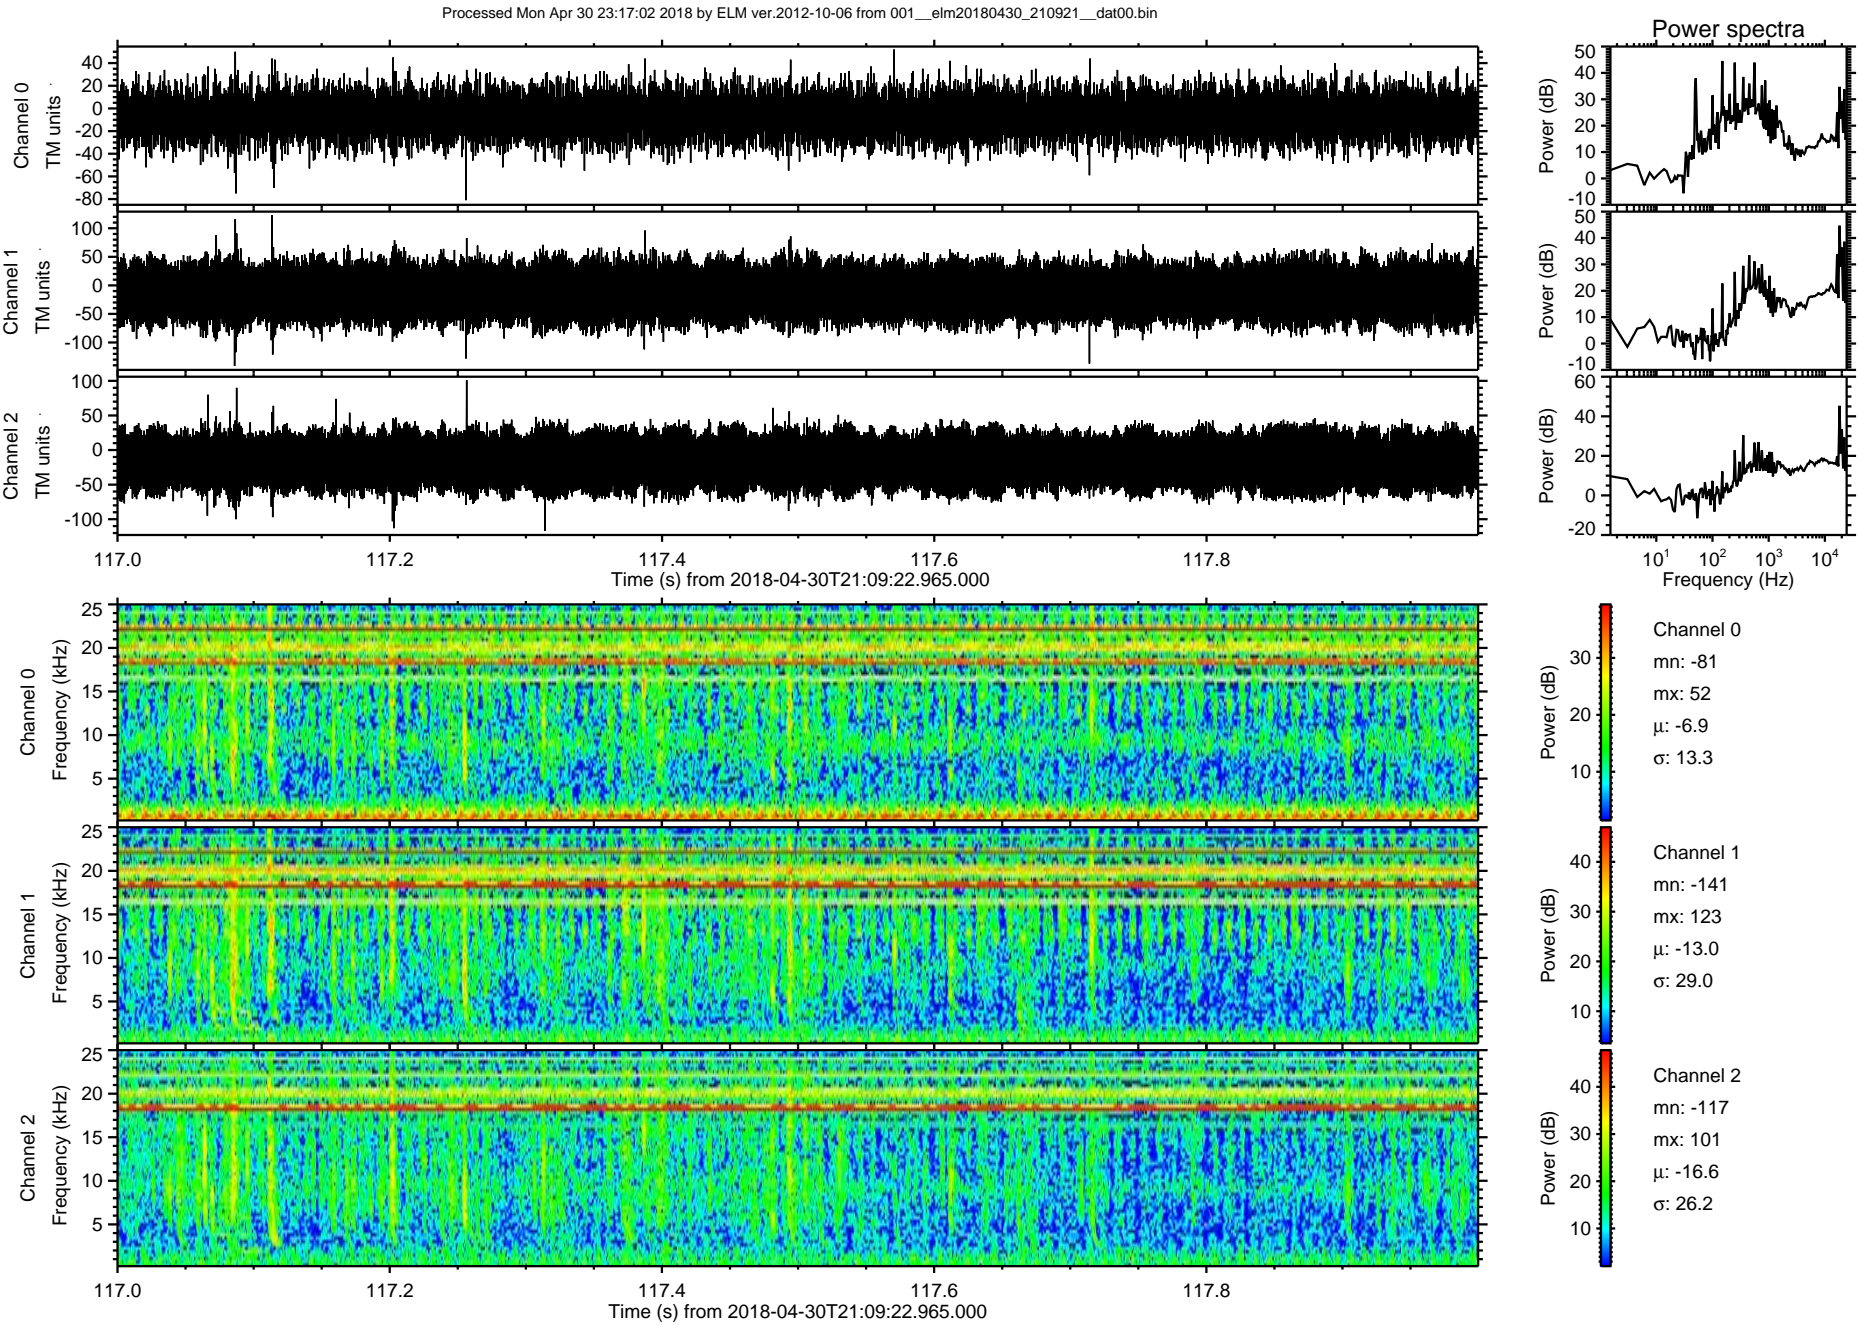 Processed Mon Apr 30 23:17:02 2018 by ELM ver.2012-10-06 from 001__elm20180430_210921__dat00.bin
Power spectra
Channel 0
TM units
40
20
0
-20
-40
-60
-80
Power (dB)
50
40
30
20
10
0
-10
Channel 1
TM units
100
50
0
-50
-100
Power (dB)
50
40
30
20
10
0
-10
Channel 2
TM units
100
50
0
-50
-100
Power (dB)
60
40
20
0
-20
117.0 117.2 117.4 117.6 117.8
Time (s) from 2018-04-30T21:09:22.965.000
10^1 10^2 10^3 10^4
Frequency (Hz)
Channel 0
Frequency (kHz)
25
20
15
10
5
Power (dB)
30
20
10
Channel 0
mn: -81
mx: 52
μ: -6.9
σ: 13.3
Channel 1
Frequency (kHz)
25
20
15
10
5
Power (dB)
40
30
20
10
Channel 1
mn: -141
mx: 123
μ: -13.0
σ: 29.0
Channel 2
Frequency (kHz)
25
20
15
10
5
Power (dB)
40
30
20
10
Channel 2
mn: -117
mx: 101
μ: -16.6
σ: 26.2
117.0 117.2 117.4 117.6 117.8
Time (s) from 2018-04-30T21:09:22.965.000